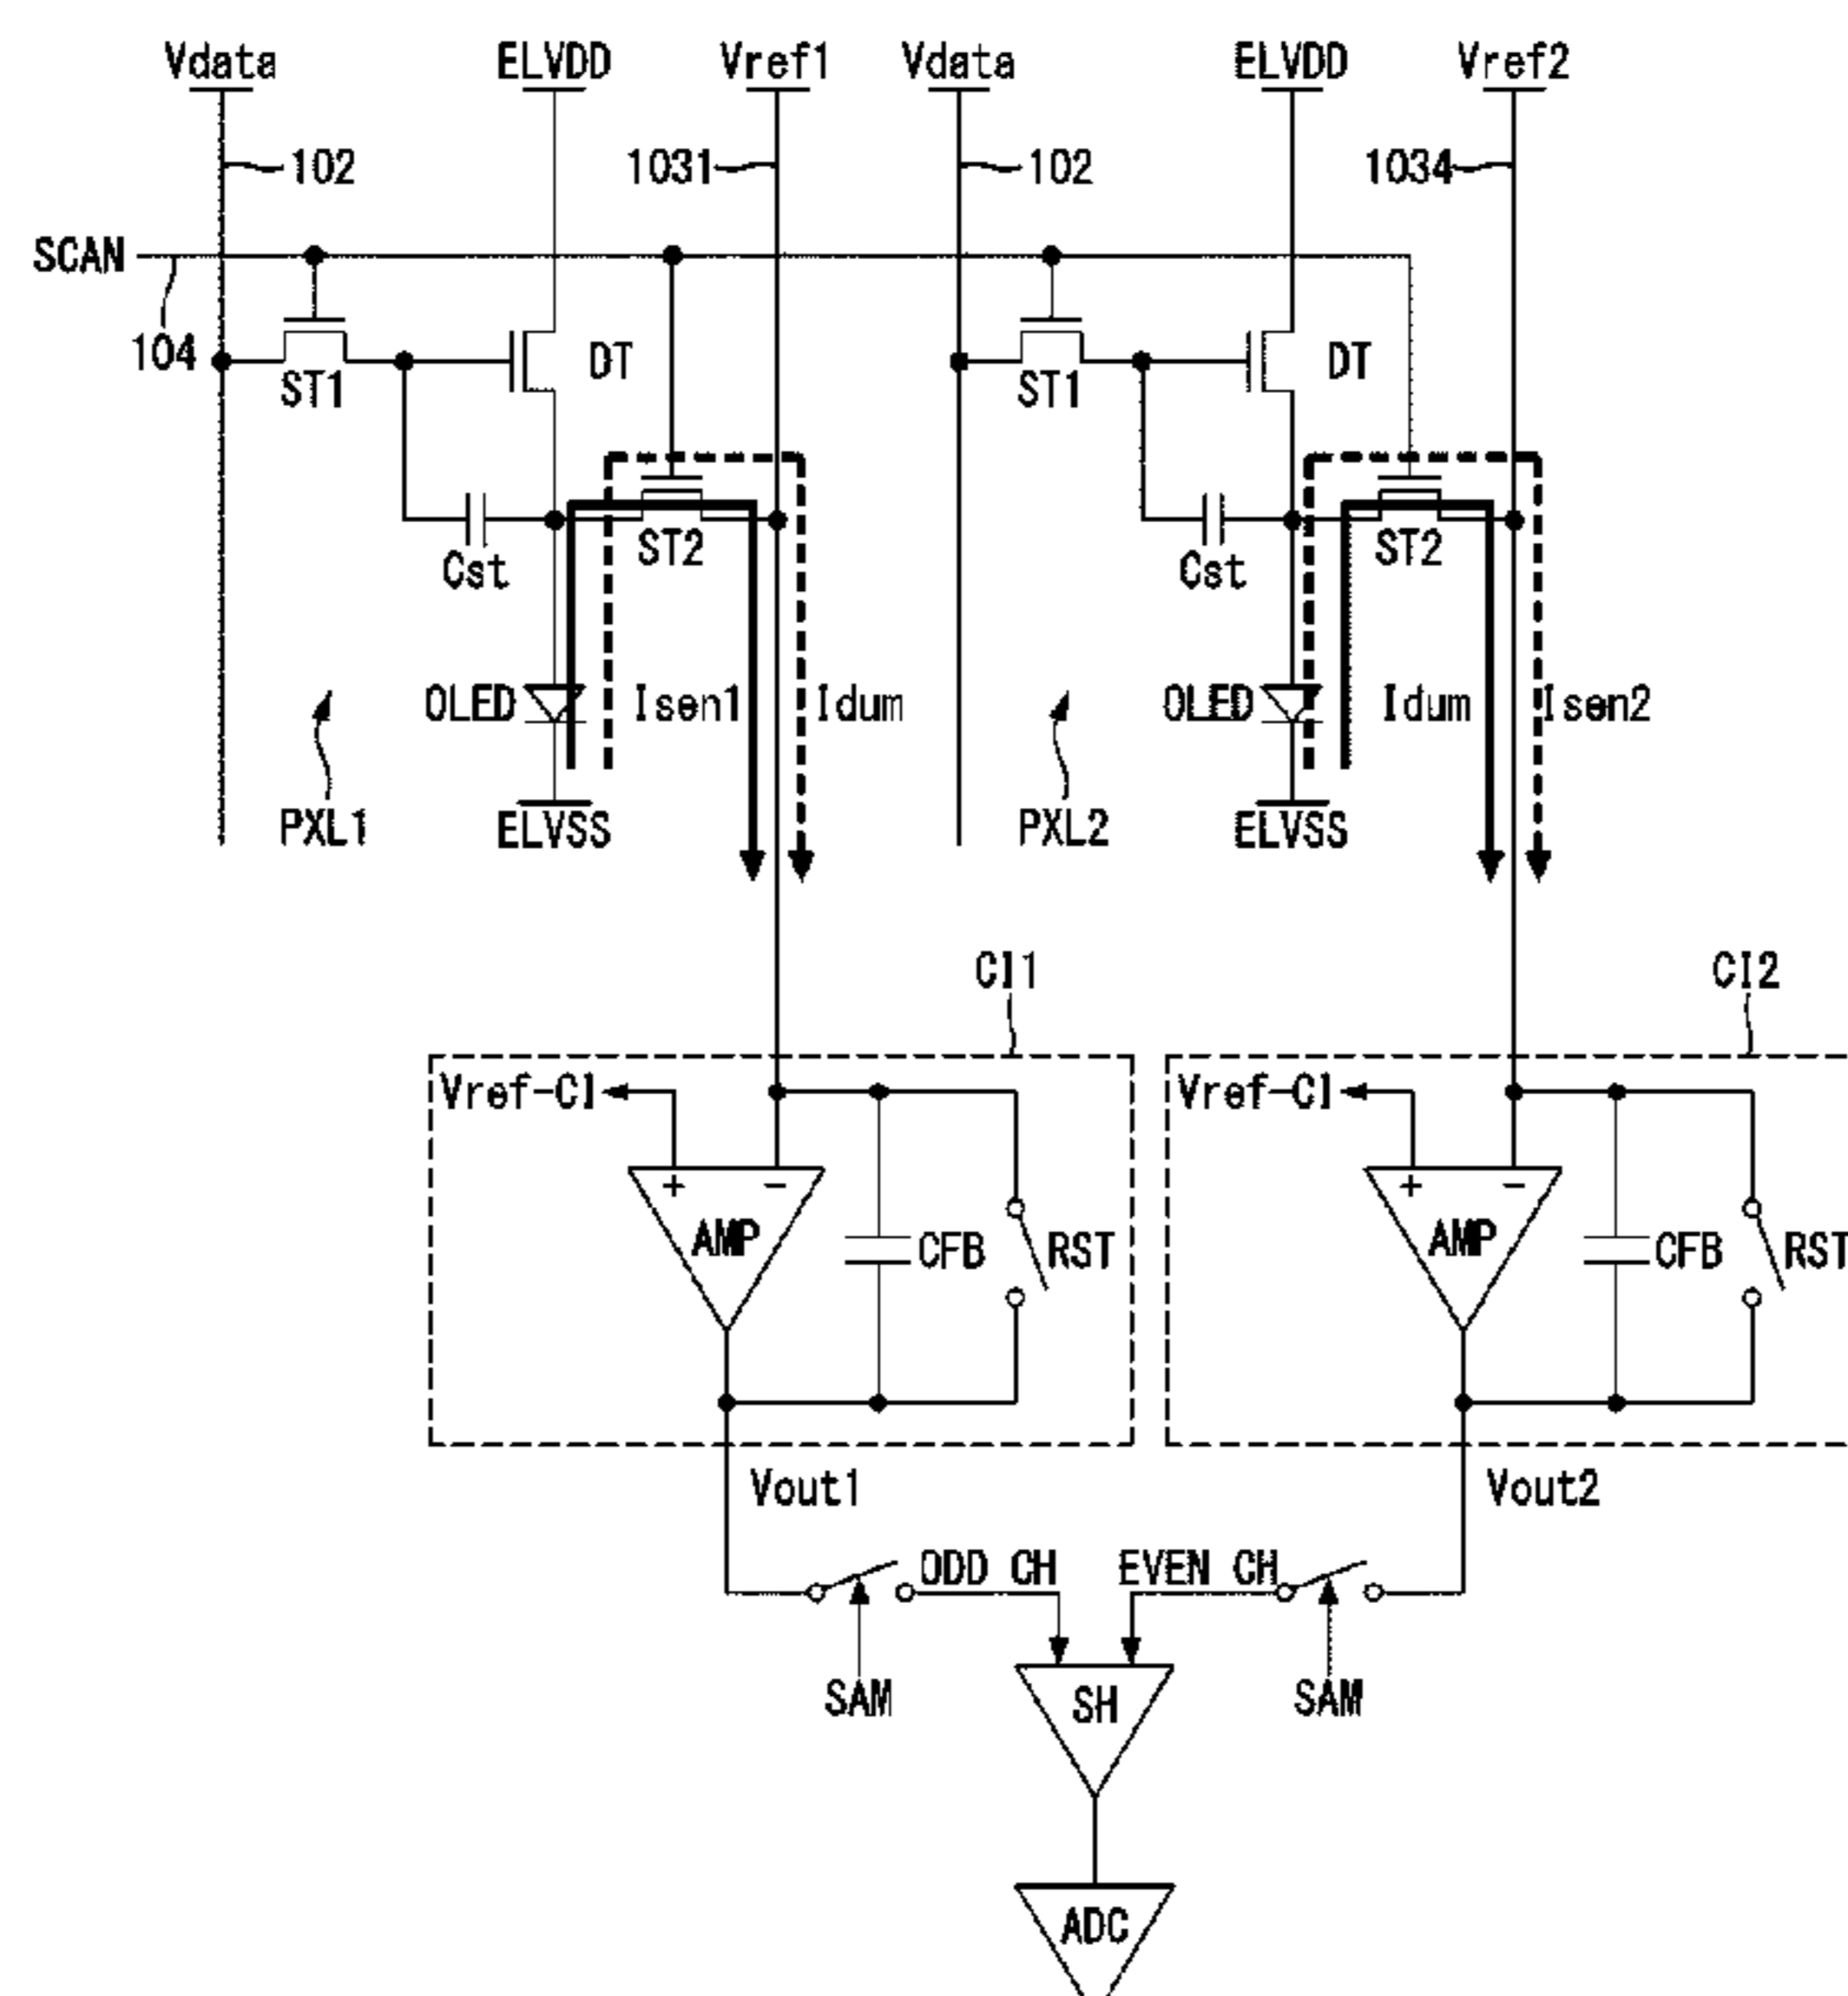 Vdata ELVDD Vref1 Vdata ELVDD Vref2
102 1031 102 1034
SCAN
104 ST1 DT ST1 DT
Cst ST2 Cst ST2
OLED Isen1 Idum OLED Idum Isen2
PXL1 ELVSS PXL2 ELVSS
CI1 CI2
Vref-CI Vref-CI
+ - + -
AMP CFB RST AMP CFB RST
Vout1 Vout2
ODD CH EVEN CH
SAM SH SAM
ADC